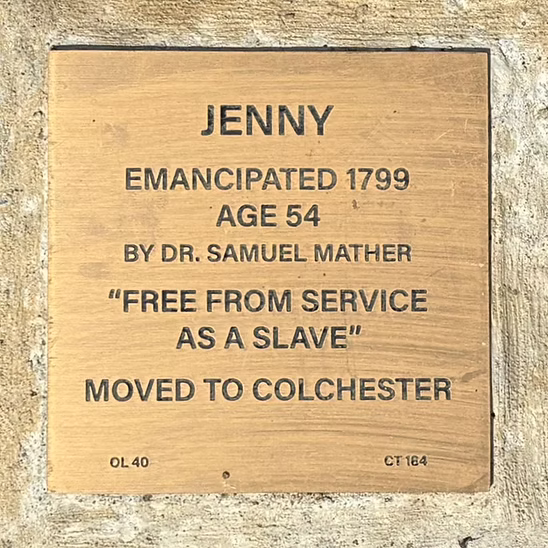 JENNY
EMANCIPATED 1799
AGE 54
BY DR. SAMUEL MATHER
“FREE FROM SERVICE
AS A SLAVE”
MOVED TO COLCHESTER
OL 40 CT 184